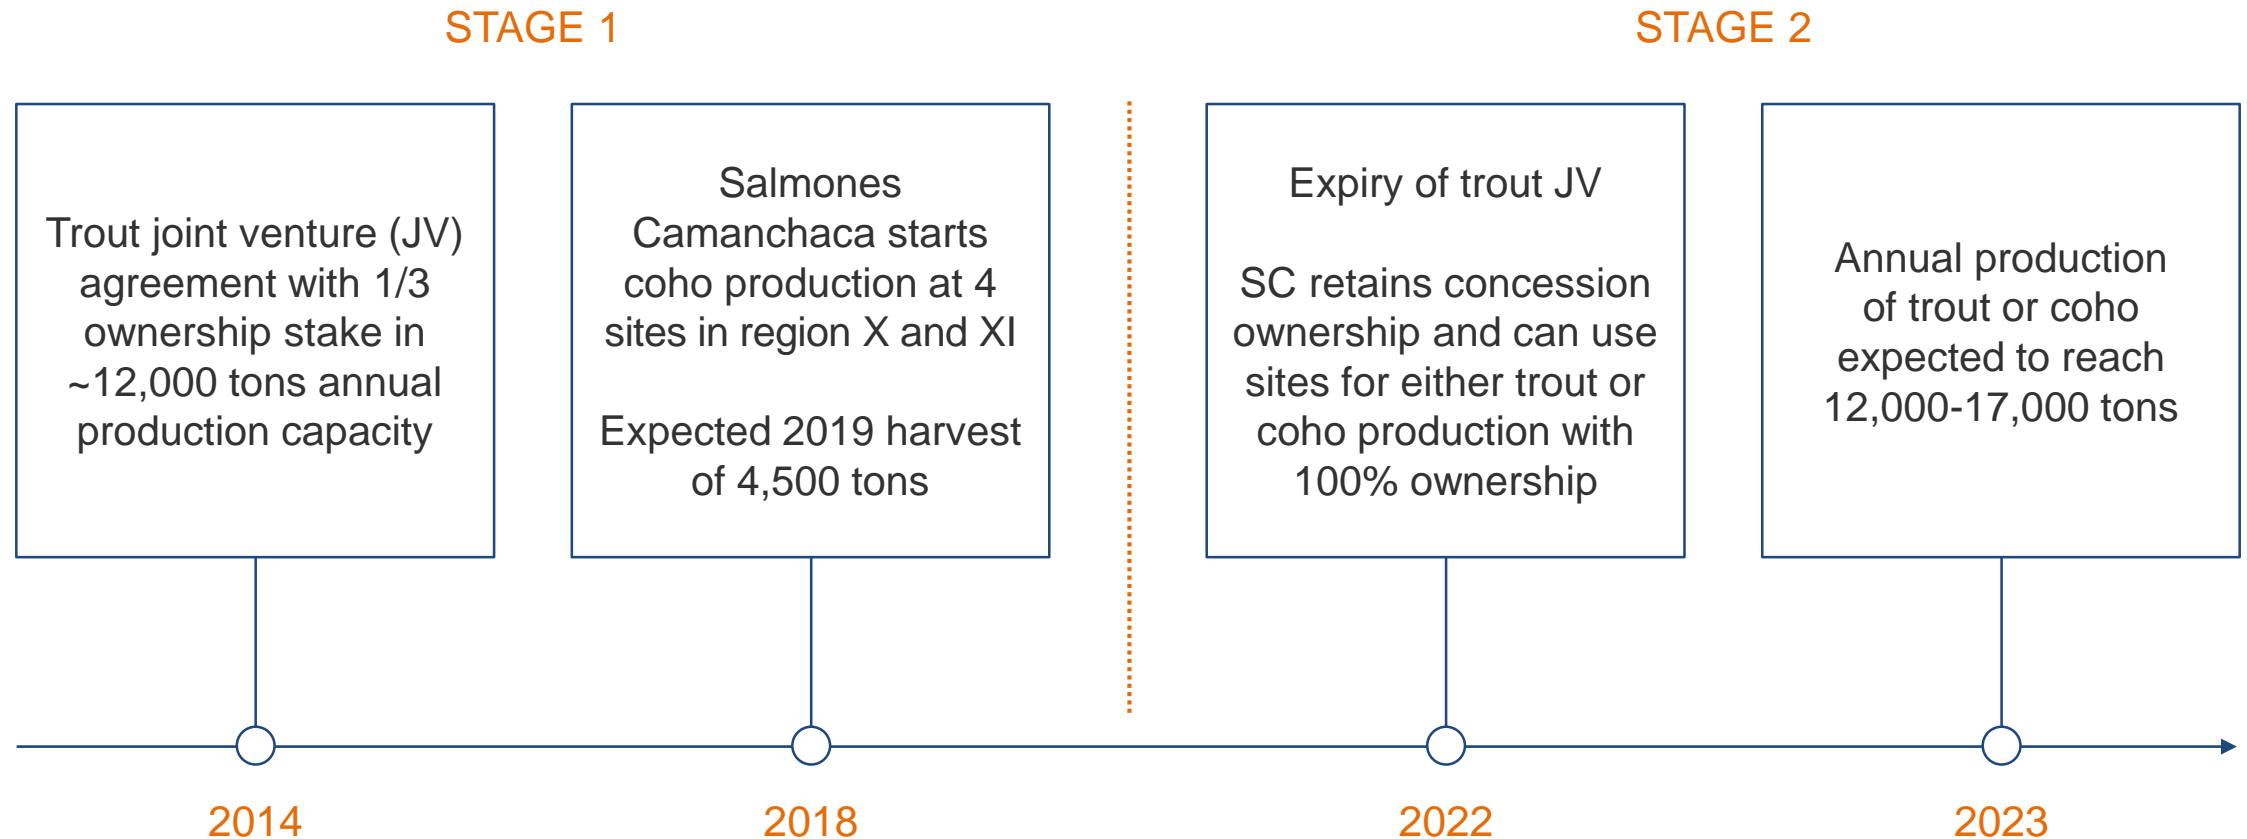 STAGE 1
STAGE 2
Trout joint venture (JV)
agreement with 1/3
ownership stake in
~12,000 tons annual
production capacity
Salmones
Camanchaca starts
coho production at 4
sites in region X and XI
Expected 2019 harvest
of 4,500 tons
Expiry of trout JV
SC retains concession
ownership and can use
sites for either trout or
coho production with
100% ownership
Annual production
of trout or coho
expected to reach
12,000-17,000 tons
2014
2018
2022
2023